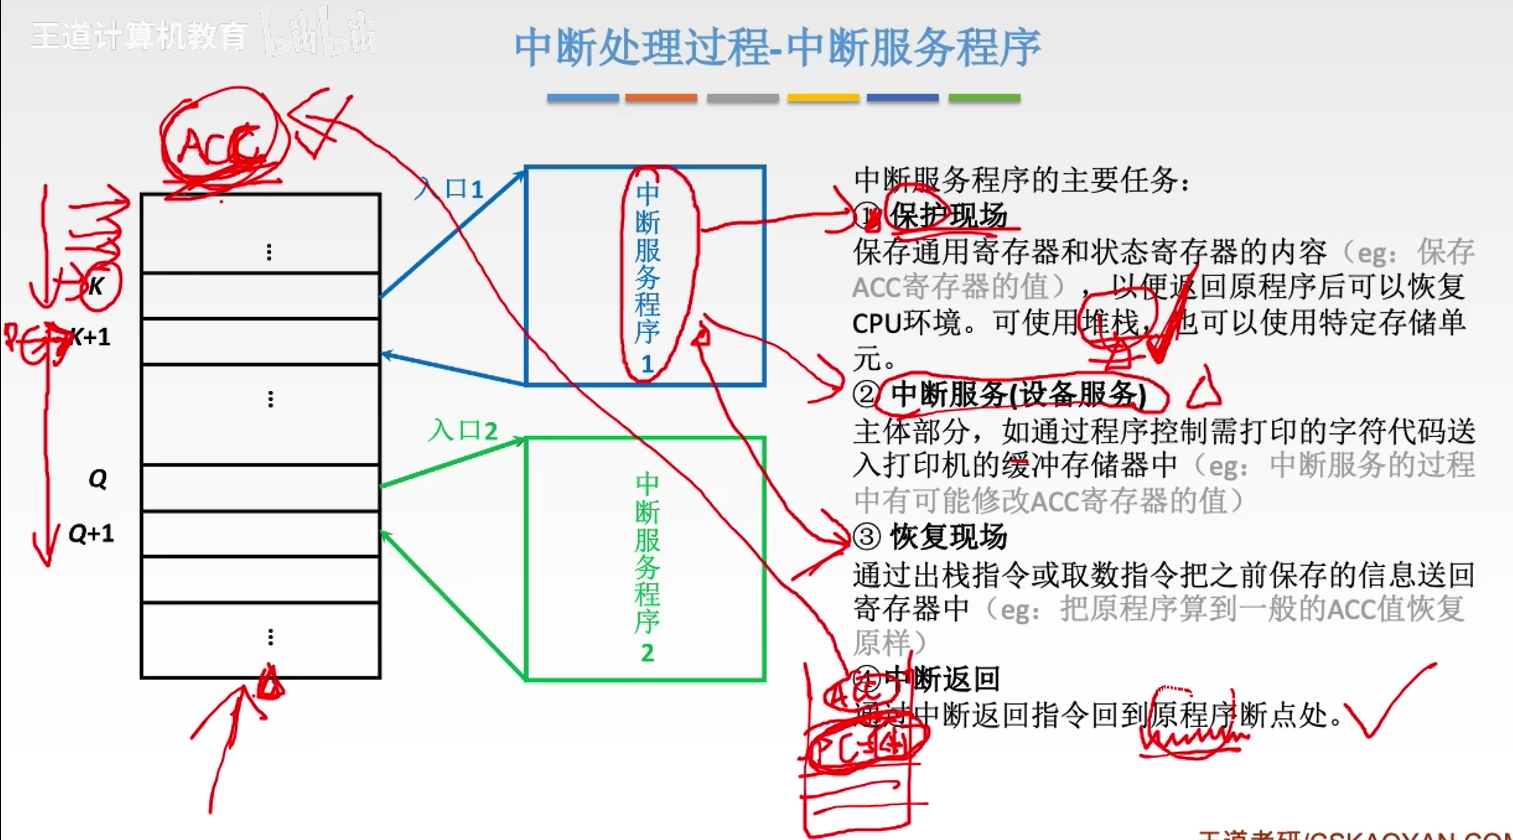 王道计算机教育 bilibili
中断处理过程-中断服务程序
ACC
入口1
中断服务程序1
⋮
K
K+1
⋮
入口2
Q
中断服务程序2
Q+1
⋮
中断服务程序的主要任务：
① 保护现场
保存通用寄存器和状态寄存器的内容（eg：保存
ACC寄存器的值），以便返回原程序后可以恢复
CPU环境。可使用堆栈，也可以使用特定存储单
元。
② 中断服务(设备服务)
主体部分，如通过程序控制需打印的字符代码送
入打印机的缓冲存储器中（eg：中断服务的过程
中有可能修改ACC寄存器的值）
③ 恢复现场
通过出栈指令或取数指令把之前保存的信息送回
寄存器中（eg：把原程序算到一般的ACC值恢复
原样）
④中断返回
通过中断返回指令回到原程序断点处。
ACC
王道考研/CSKAOYAN.COM